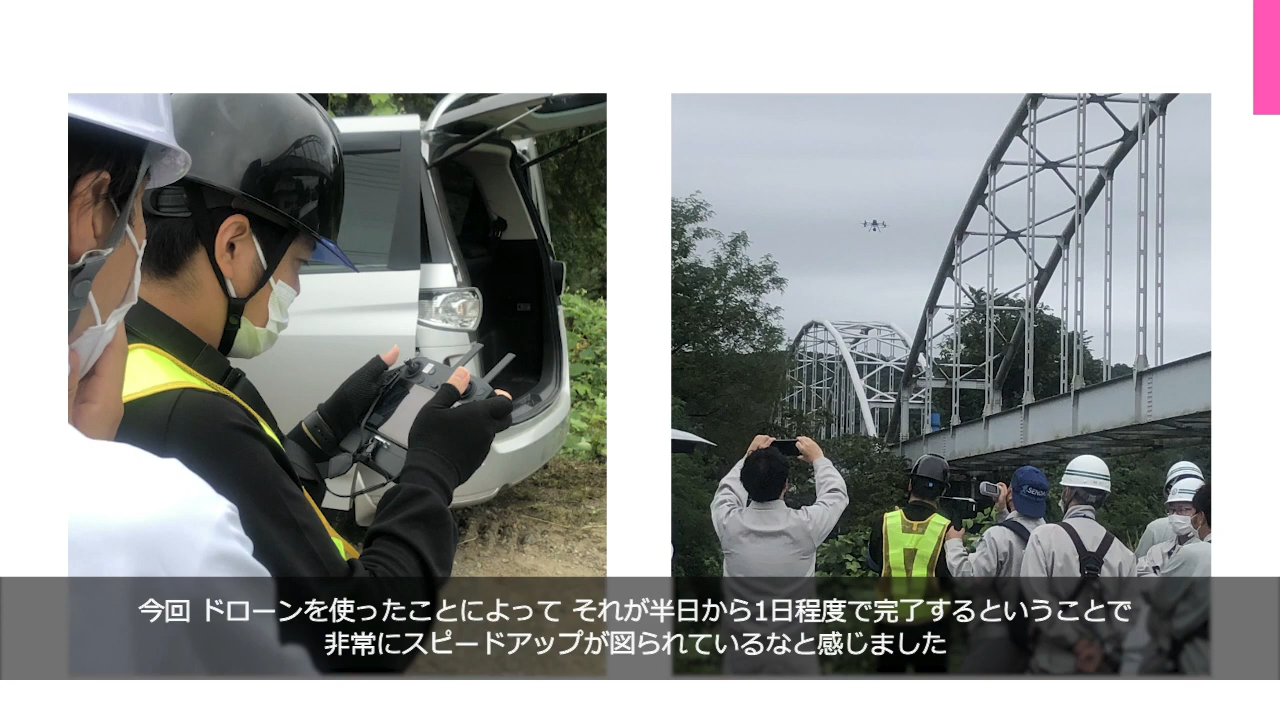 SENDAI
今回 ドローンを使ったことによって それが半日から1日程度で完了するということで
非常にスピードアップが図られているなと感じました